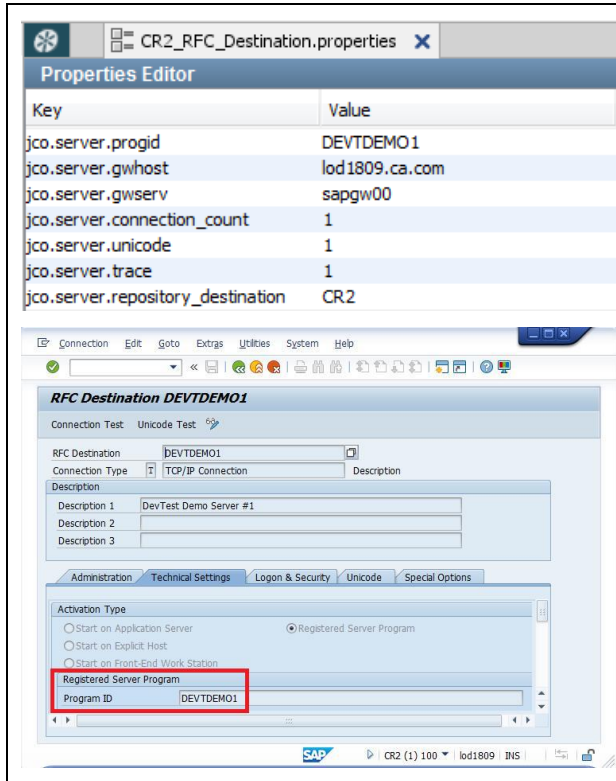 CR2_RFC_Destination.properties X
Properties Editor
Key Value
jco.server.progid DEVTDEMO1
jco.server.gwhost lod1809.ca.com
jco.server.gwserv sapgw00
jco.server.connection_count 1
jco.server.unicode 1
jco.server.trace 1
jco.server.repository_destination CR2
Connection Edit Goto Extras Utilities System Help
RFC Destination DEVTDEMO1
Connection Test Unicode Test
RFC Destination DEVTDEMO1
Connection Type T TCP/IP Connection Description
Description
Description 1 DevTest Demo Server #1
Description 2
Description 3
Administration Technical Settings Logon & Security Unicode Special Options
Activation Type
Start on Application Server Registered Server Program
Start on Explicit Host
Start on Front-End Work Station
Registered Server Program
Program ID DEVTDEMO1
SAP CR2 (1) 100 lod1809 INS